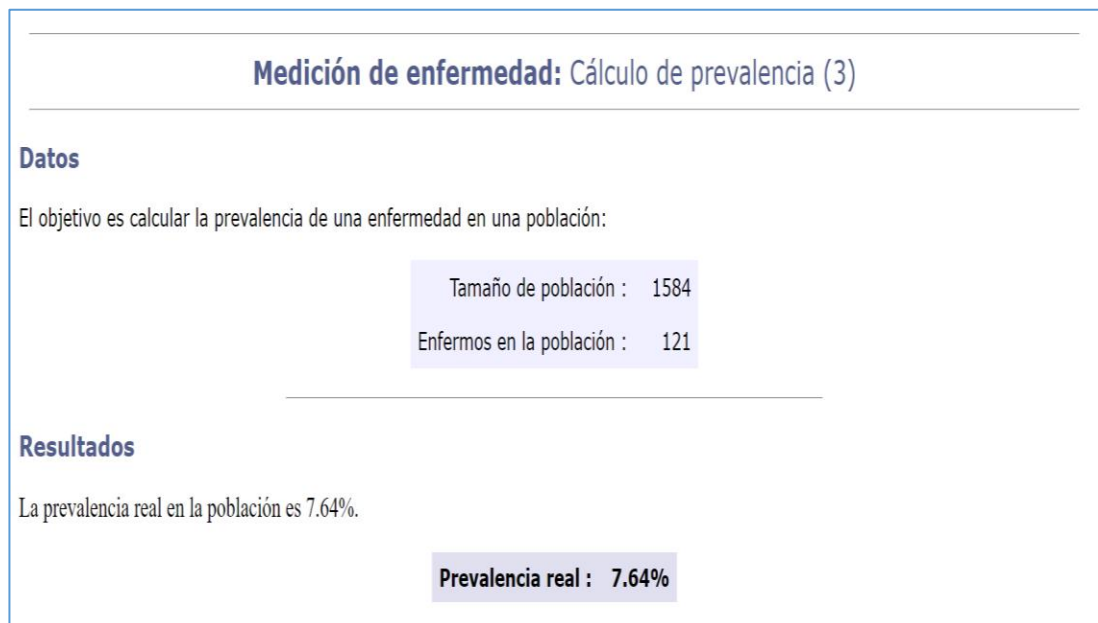 Medición de enfermedad: Cálculo de prevalencia (3)
Datos
El objetivo es calcular la prevalencia de una enfermedad en una población:
Tamaño de población : 1584
Enfermos en la población : 121
Resultados
La prevalencia real en la población es 7.64%.
Prevalencia real : 7.64%